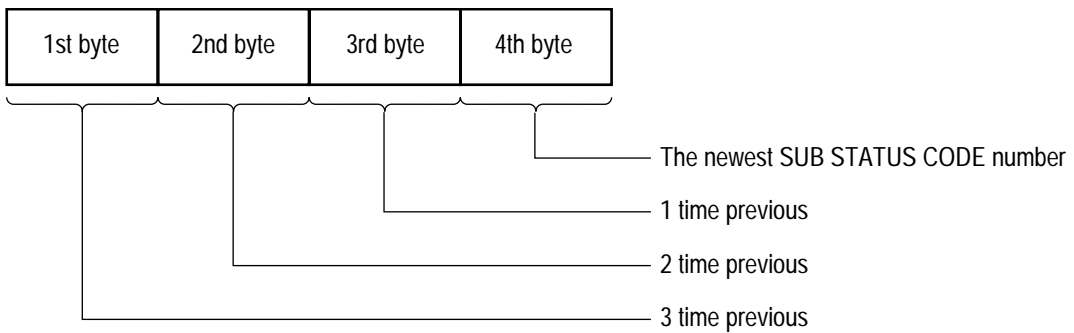 1st byte 2nd byte 3rd byte 4th byte
The newest SUB STATUS CODE number
1 time previous
2 time previous
3 time previous